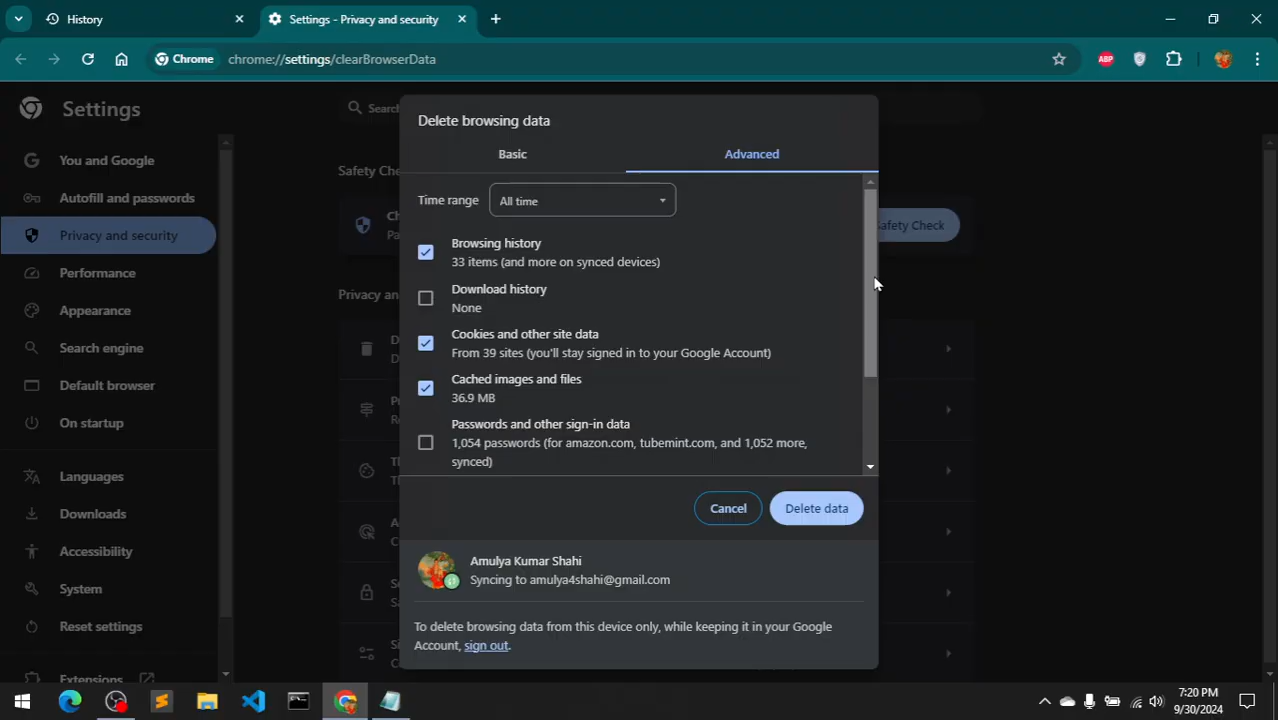 History
Settings - Privacy and security
Chrome
chrome://settings/clearBrowserData
ABP
Settings
Search
You and Google
Autofill and passwords
Privacy and security
Performance
Appearance
Search engine
Default browser
On startup
Languages
Downloads
Accessibility
System
Reset settings
Extensions
Safety Che
Safety Check
Privacy an
Delete browsing data
Basic
Advanced
Time range
All time
Browsing history
33 items (and more on synced devices)
Download history
None
Cookies and other site data
From 39 sites (you'll stay signed in to your Google Account)
Cached images and files
36.9 MB
Passwords and other sign-in data
1,054 passwords (for amazon.com, tubemint.com, and 1,052 more,
synced)
Cancel
Delete data
Amulya Kumar Shahi
Syncing to amulya4shahi@gmail.com
To delete browsing data from this device only, while keeping it in your Google
Account, sign out.
7:20 PM
9/30/2024